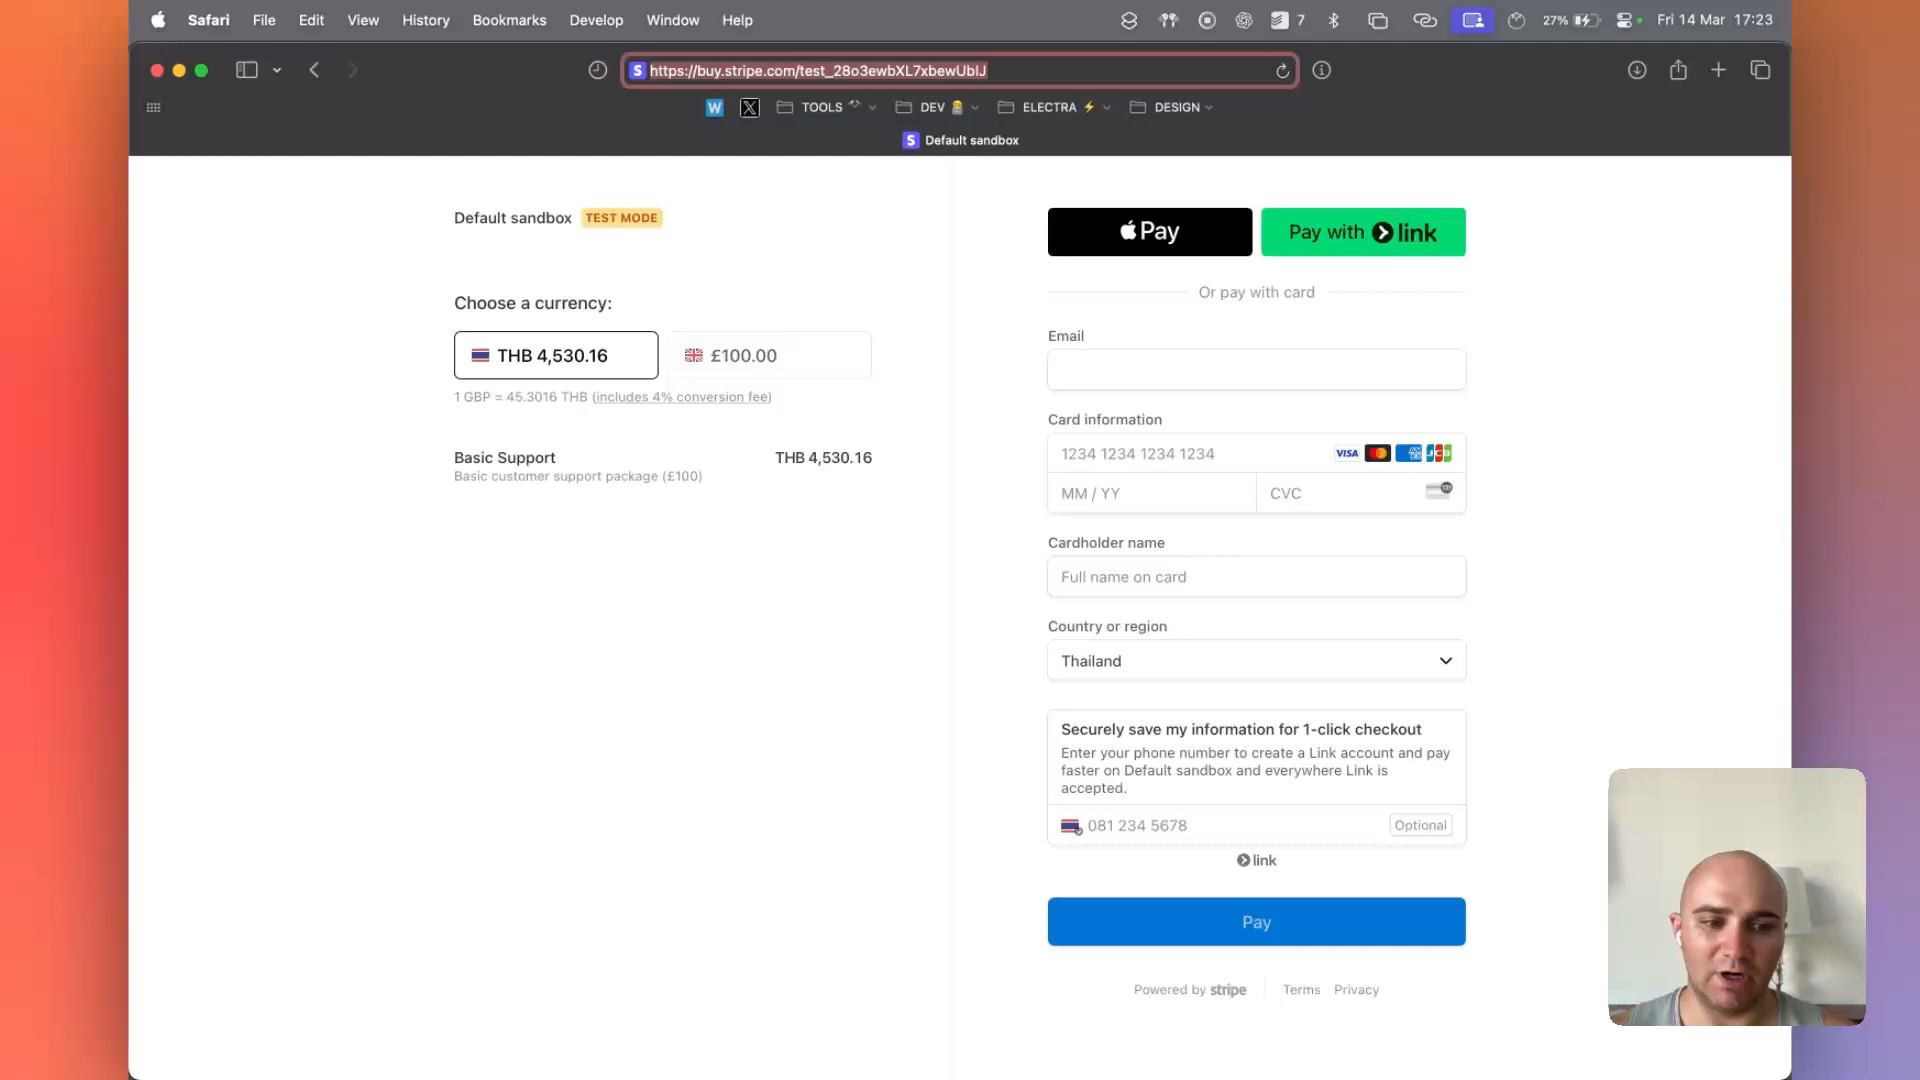 Safari File Edit View History Bookmarks Develop Window Help 7 27% Fri 14 Mar 17:23
https://buy.stripe.com/test_28o3ewbXL7xbewUbIJ
W X TOOLS DEV ELECTRA DESIGN
S Default sandbox
Default sandbox TEST MODE
Choose a currency:
THB 4,530.16 £100.00
1 GBP = 45.3016 THB (includes 4% conversion fee)
Basic Support THB 4,530.16
Basic customer support package (£100)
Pay Pay with link
Or pay with card
Email
Card information
1234 1234 1234 1234 VISA
MM / YY CVC
Cardholder name
Full name on card
Country or region
Thailand
Securely save my information for 1-click checkout
Enter your phone number to create a Link account and pay
faster on Default sandbox and everywhere Link is
accepted.
081 234 5678 Optional
link
Pay
Powered by stripe Terms Privacy